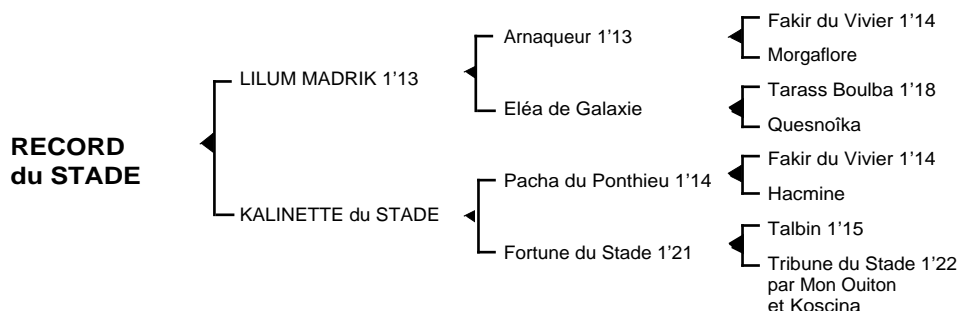 RECORD
du STADE
LILUM MADRIK 1’13
KALINETTE du STADE
Arnaqueur 1’13
Eléa de Galaxie
Pacha du Ponthieu 1’14
Fortune du Stade 1’21
Fakir du Vivier 1’14
Morgaflore
Tarass Boulba 1’18
Quesnoîka
Fakir du Vivier 1’14
Hacmine
Talbin 1’15
Tribune du Stade 1’22
par Mon Ouiton
et Koscina